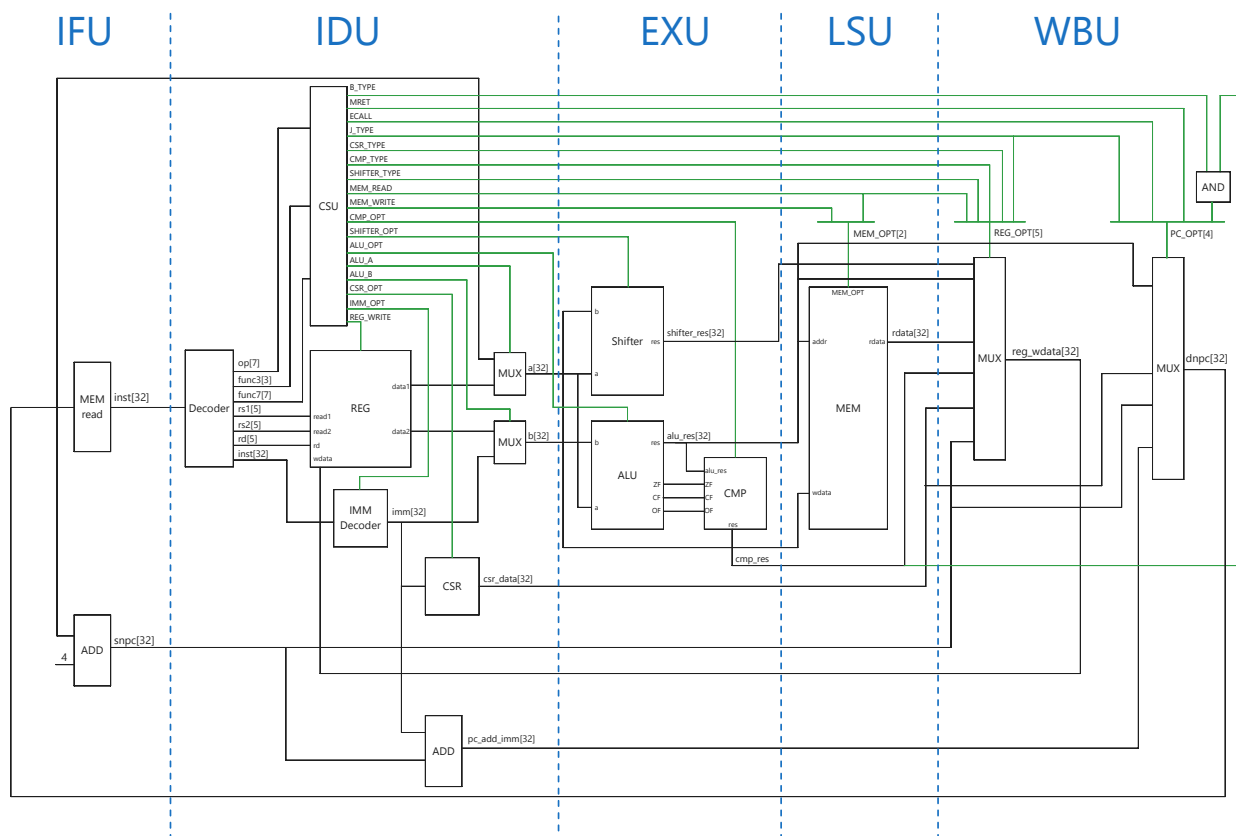 IFU
IDU
EXU
LSU
WBU
B_TYPE
MRET
ECALL
J_TYPE
CSR_TYPE
CMP_TYPE
SHIFTER_TYPE
MEM_READ
MEM_WRITE
CMP_OPT
SHIFTER_OPT
ALU_OPT
ALU_A
ALU_B
CSR_OPT
IMM_OPT
REG_WRITE
CSU
AND
MEM_OPT[2]
REG_OPT[5]
PC_OPT[4]
MEM
read
inst[32]
Decoder
op[7]
func3[3]
func7[7]
rs1[5]
rs2[5]
rd[5]
inst[32]
REG
read1
read2
rd
wdata
data1
data2
MUX
a[32]
MUX
b[32]
IMM
Decoder
imm[32]
CSR
csr_data[32]
Shifter
b
a
res
shifter_res[32]
ALU
b
a
res
ZF
CF
OF
alu_res[32]
CMP
alu_res
ZF
CF
OF
res
cmp_res
MEM_OPT
MEM
addr
wdata
rdata
rdata[32]
MUX
reg_wdata[32]
MUX
dnpc[32]
4
ADD
snpc[32]
ADD
pc_add_imm[32]